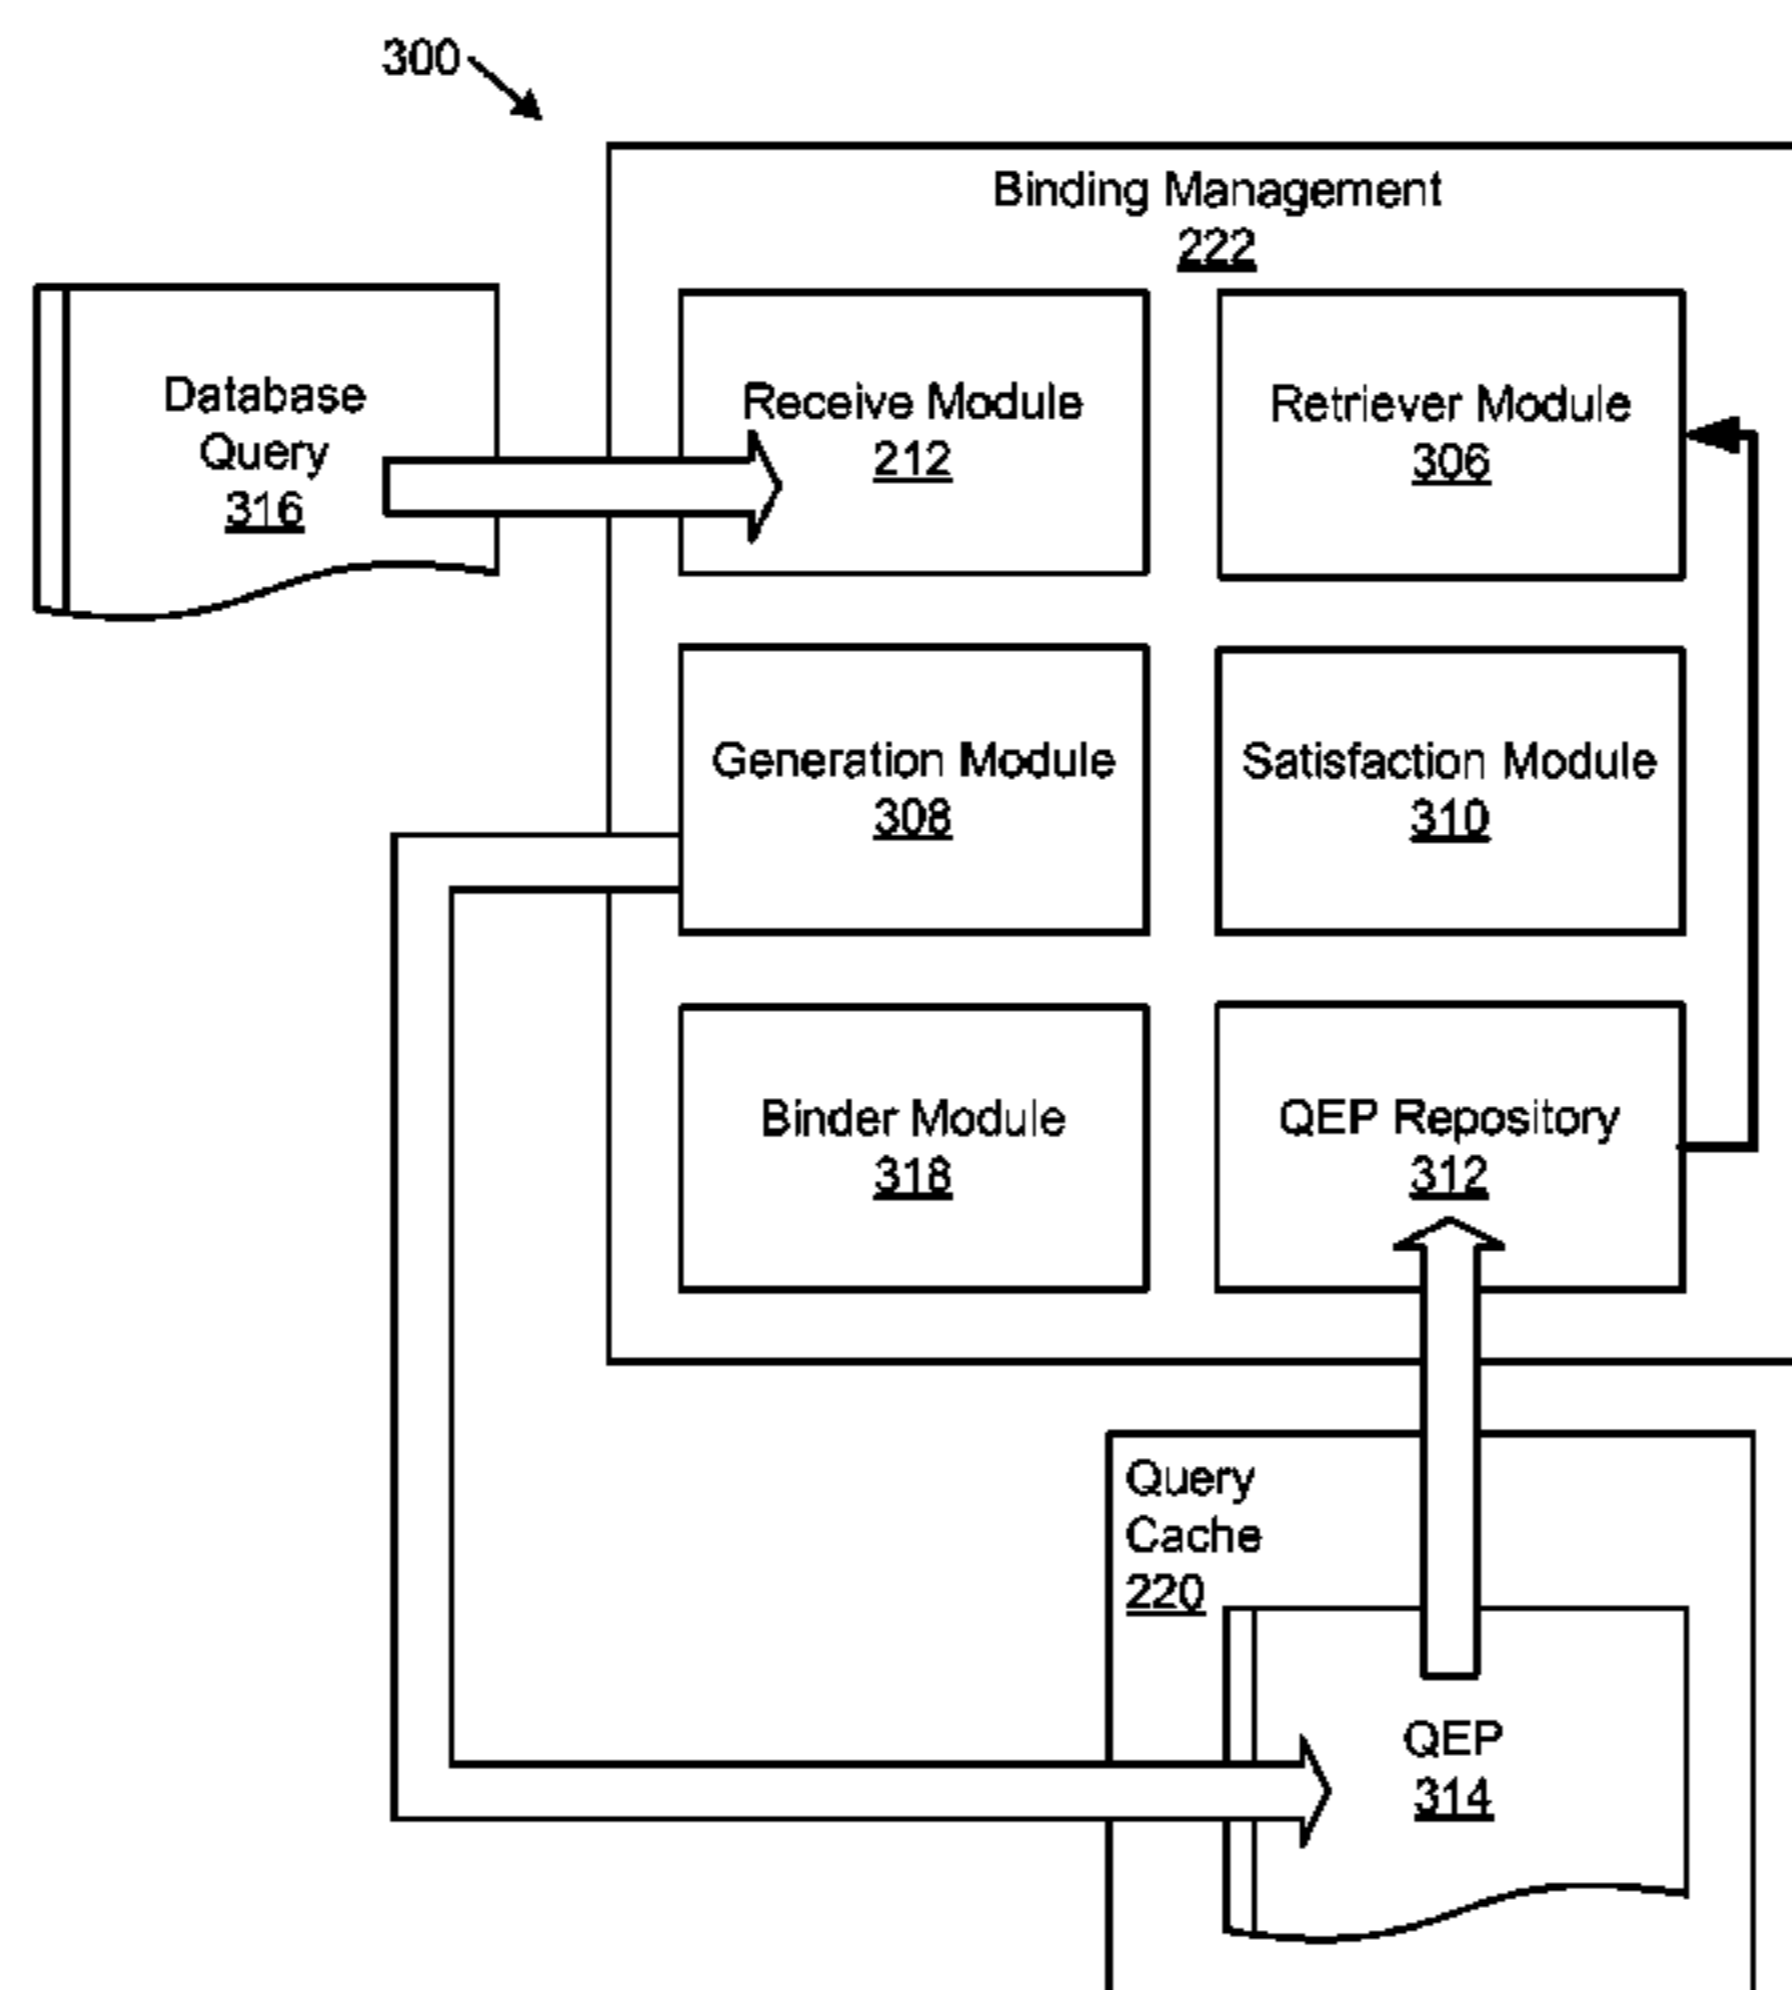 300
Binding Management
222
Database
Query
316
Receive Module
212
Retriever Module
306
Generation Module
308
Satisfaction Module
310
Binder Module
318
QEP Repository
312
Query
Cache
220
QEP
314